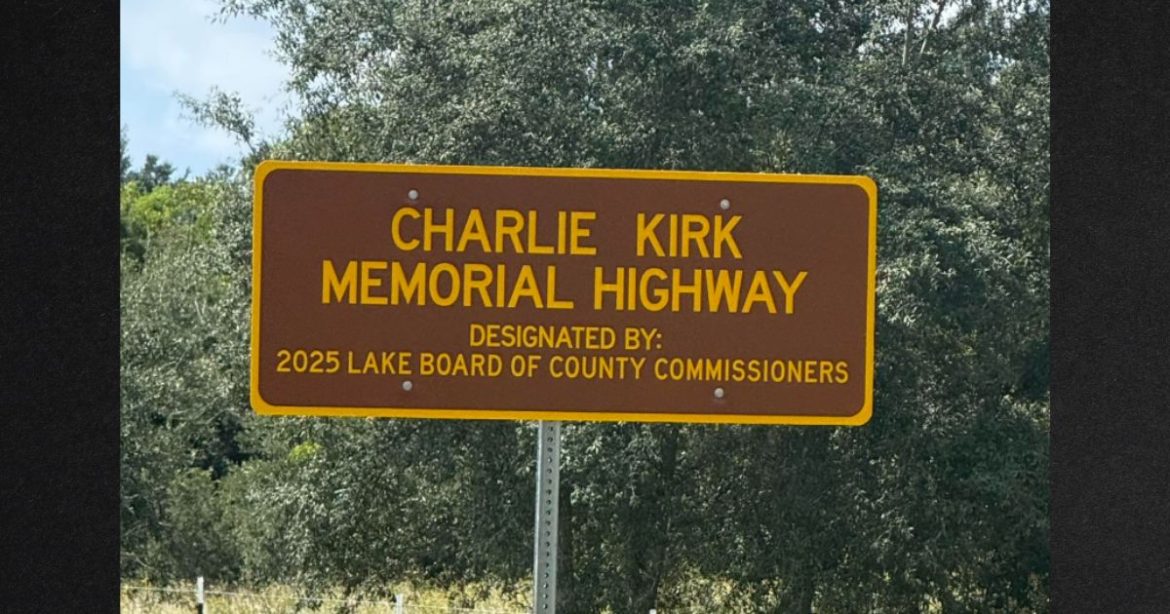 CHARLIE KIRK
MEMORIAL HIGHWAY
DESIGNATED BY:
2025 LAKE BOARD OF COUNTY COMMISSIONERS